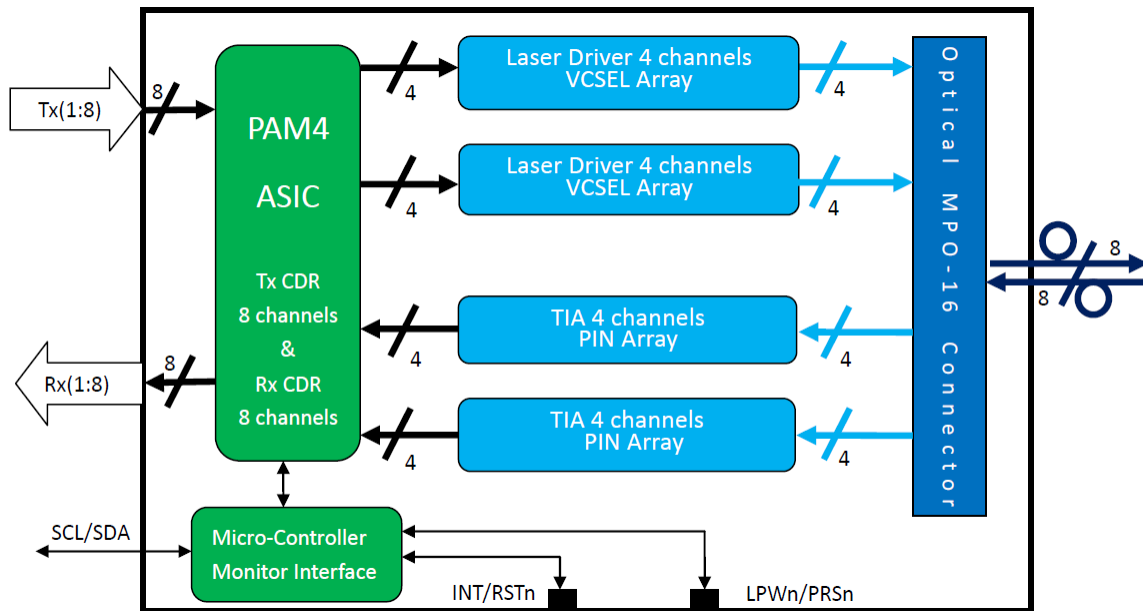 Tx(1:8)
8
PAM4
ASIC
Tx CDR
8 channels
&
Rx CDR
8 channels
4
Laser Driver 4 channels
VCSEL Array
4
4
Laser Driver 4 channels
VCSEL Array
4
4
TIA 4 channels
PIN Array
4
4
TIA 4 channels
PIN Array
4
Optical MPO-16 Connector
8
8
Rx(1:8)
8
SCL/SDA
Micro-Controller
Monitor Interface
INT/RSTn
LPWn/PRSn